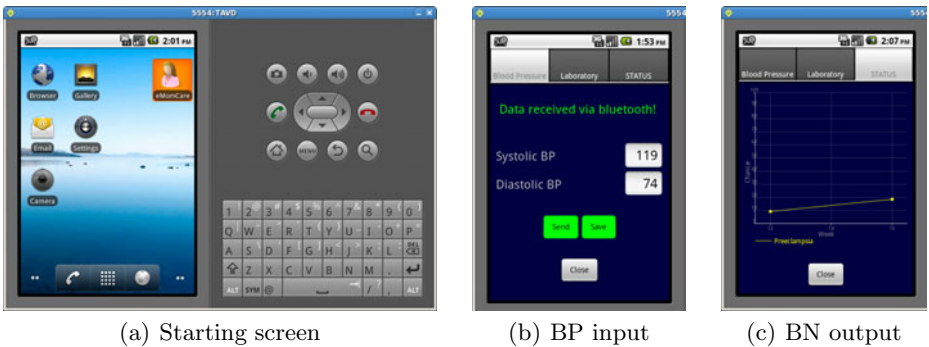 5554:TAVD
2:01 PM
Browser
Gallery
eMomCare
Email
Settings
Camera
MENU
1 2 3 4 5 6 7 8 9 0
Q W E R T Y U I O P
A S D F G H J K L DEL
Z X C V B N M .
ALT SYM @ / , ALT
(a) Starting screen
5554
1:53 PM
Blood Pressure Laboratory STATUS
Data received via bluetooth!
Systolic BP 119
Diastolic BP 74
Send Save
Close
(b) BP input
5554
2:07 PM
Blood Pressure Laboratory STATUS
Chance
Week
Preeclampsia
Close
(c) BN output